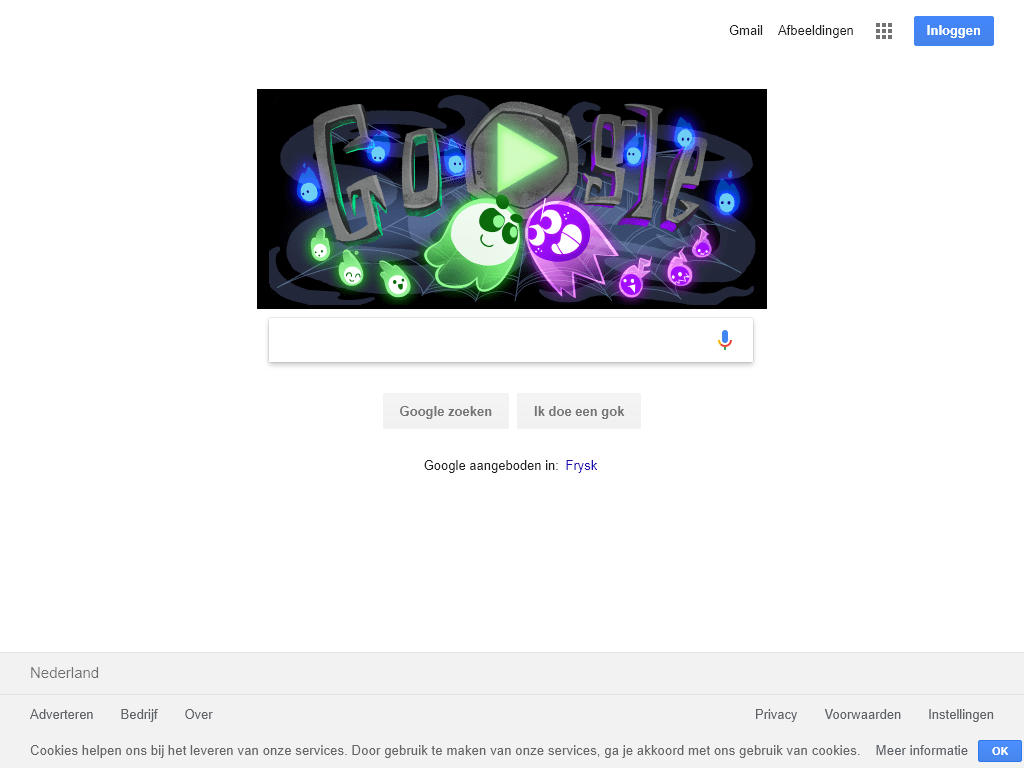 Gmail Afbeeldingen Inloggen
Google
Google zoeken Ik doe een gok
Google aangeboden in: Frysk
Nederland
Adverteren Bedrijf Over Privacy Voorwaarden Instellingen
Cookies helpen ons bij het leveren van onze services. Door gebruik te maken van onze services, ga je akkoord met ons gebruik van cookies. Meer informatie OK